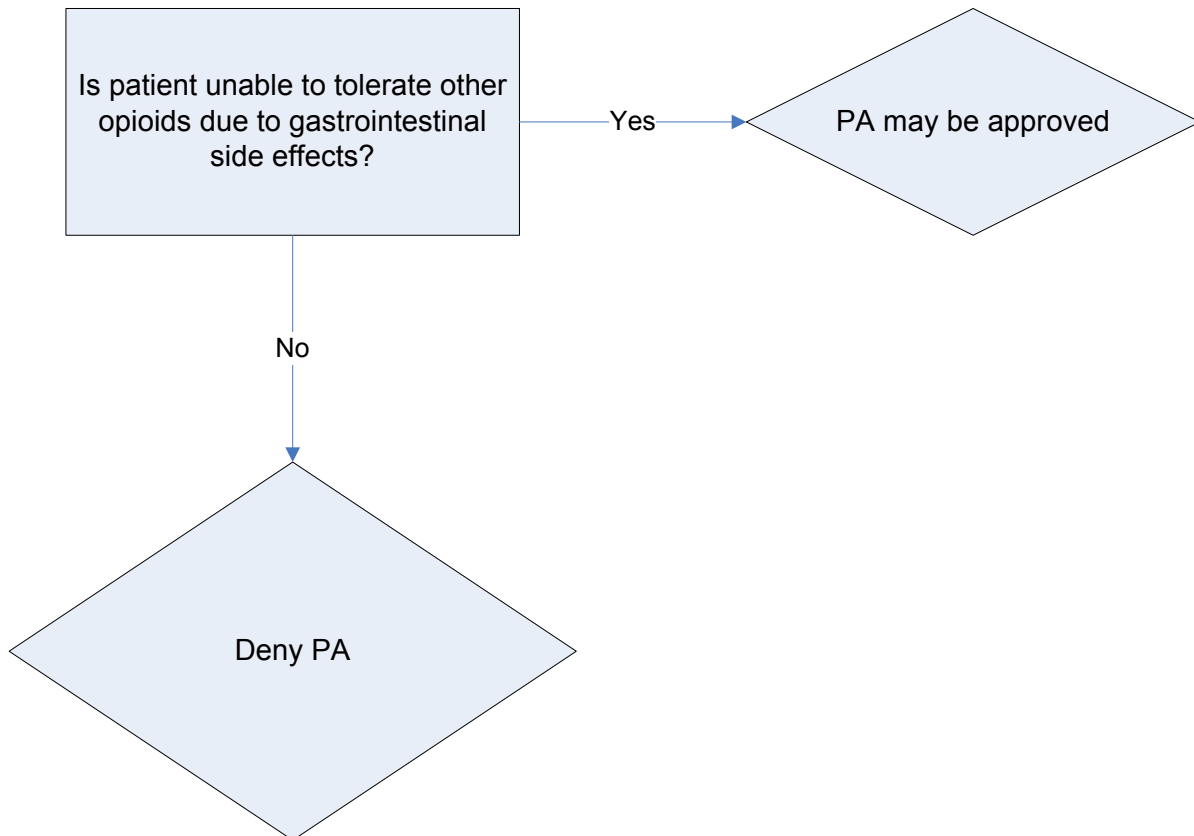 Is patient unable to tolerate other
opioids due to gastrointestinal
side effects?
Yes
PA may be approved
No
Deny PA